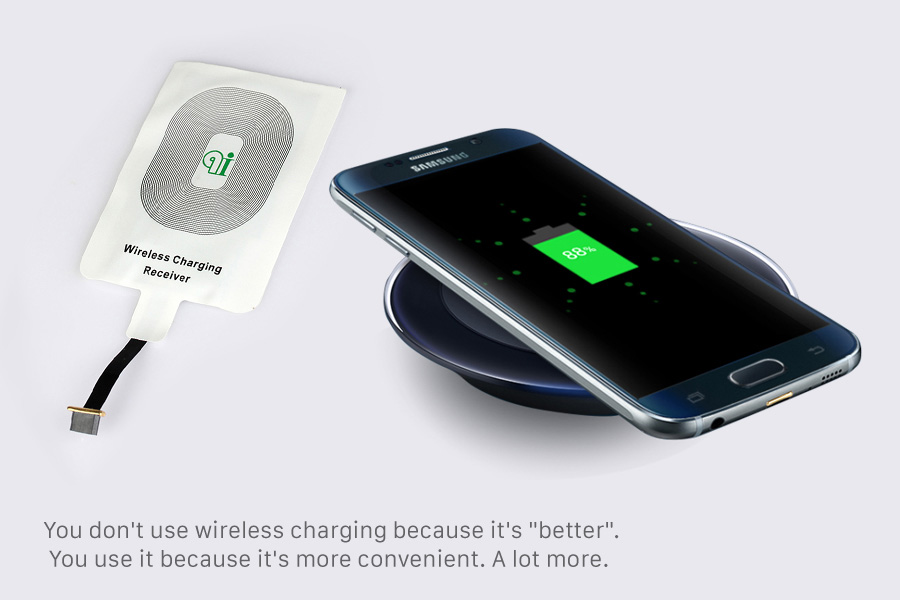 qi
Wireless Charging
Receiver
SAMSUNG
88%
You don't use wireless charging because it's "better".
You use it because it's more convenient. A lot more.